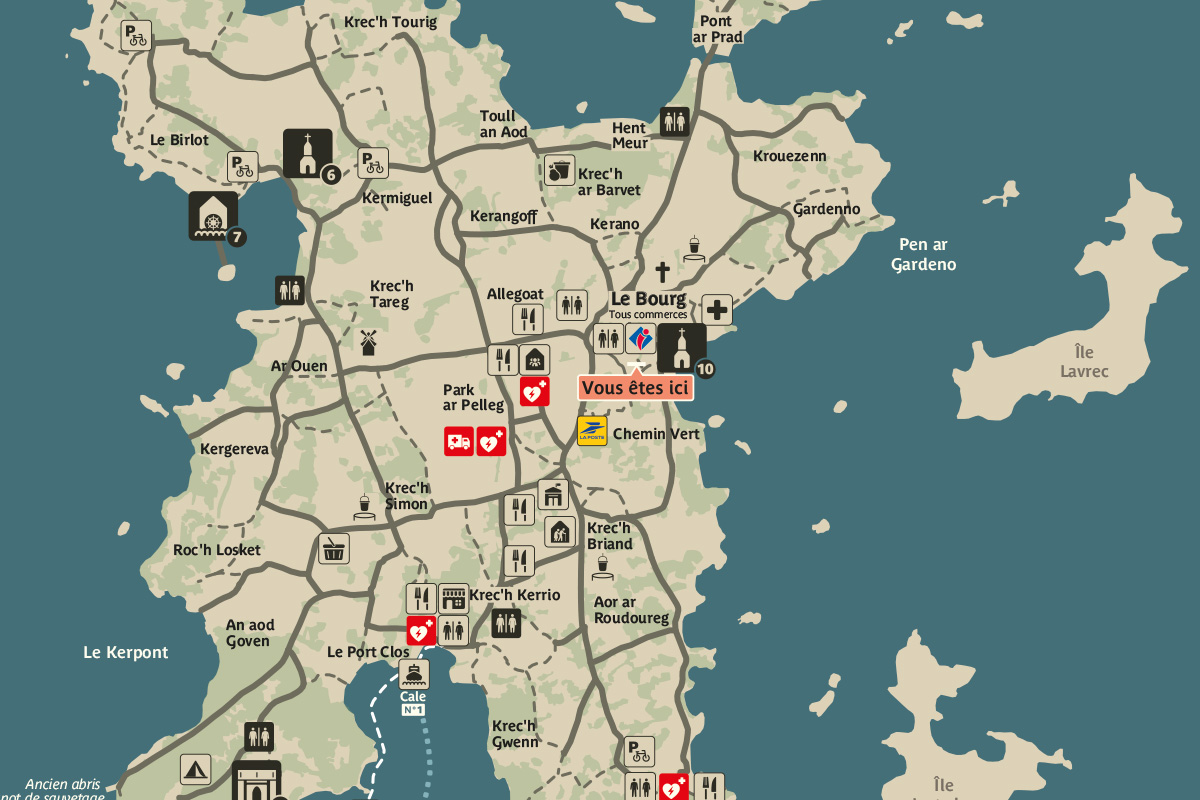 Krec'h Tourig
Pont
ar Prad
P
Toull
an Aod
Hent
Meur
Le Birlot
P
6
P
Krouezenn
Krec'h
ar Barvet
Kermiguel
Kerangoff
Kerano
Gardenno
7
Pen ar
Gardeno
Krec'h
Tareg
Allegoat
Le Bourg
Tous commerces
10
Île
Lavrec
Ar Ouen
Vous êtes ici
Park
ar Pelleg
LA POSTE
Chemin Vert
Kergereva
Krec'h
Simon
Krec'h
Briand
Roc'h Losket
Krec'h Kerrio
Aor ar
Roudoureg
An aod
Goven
Le Kerpont
Le Port Clos
Cale
N°1
Krec'h
Gwenn
P
Ancien abris
not de sauvetage
Île